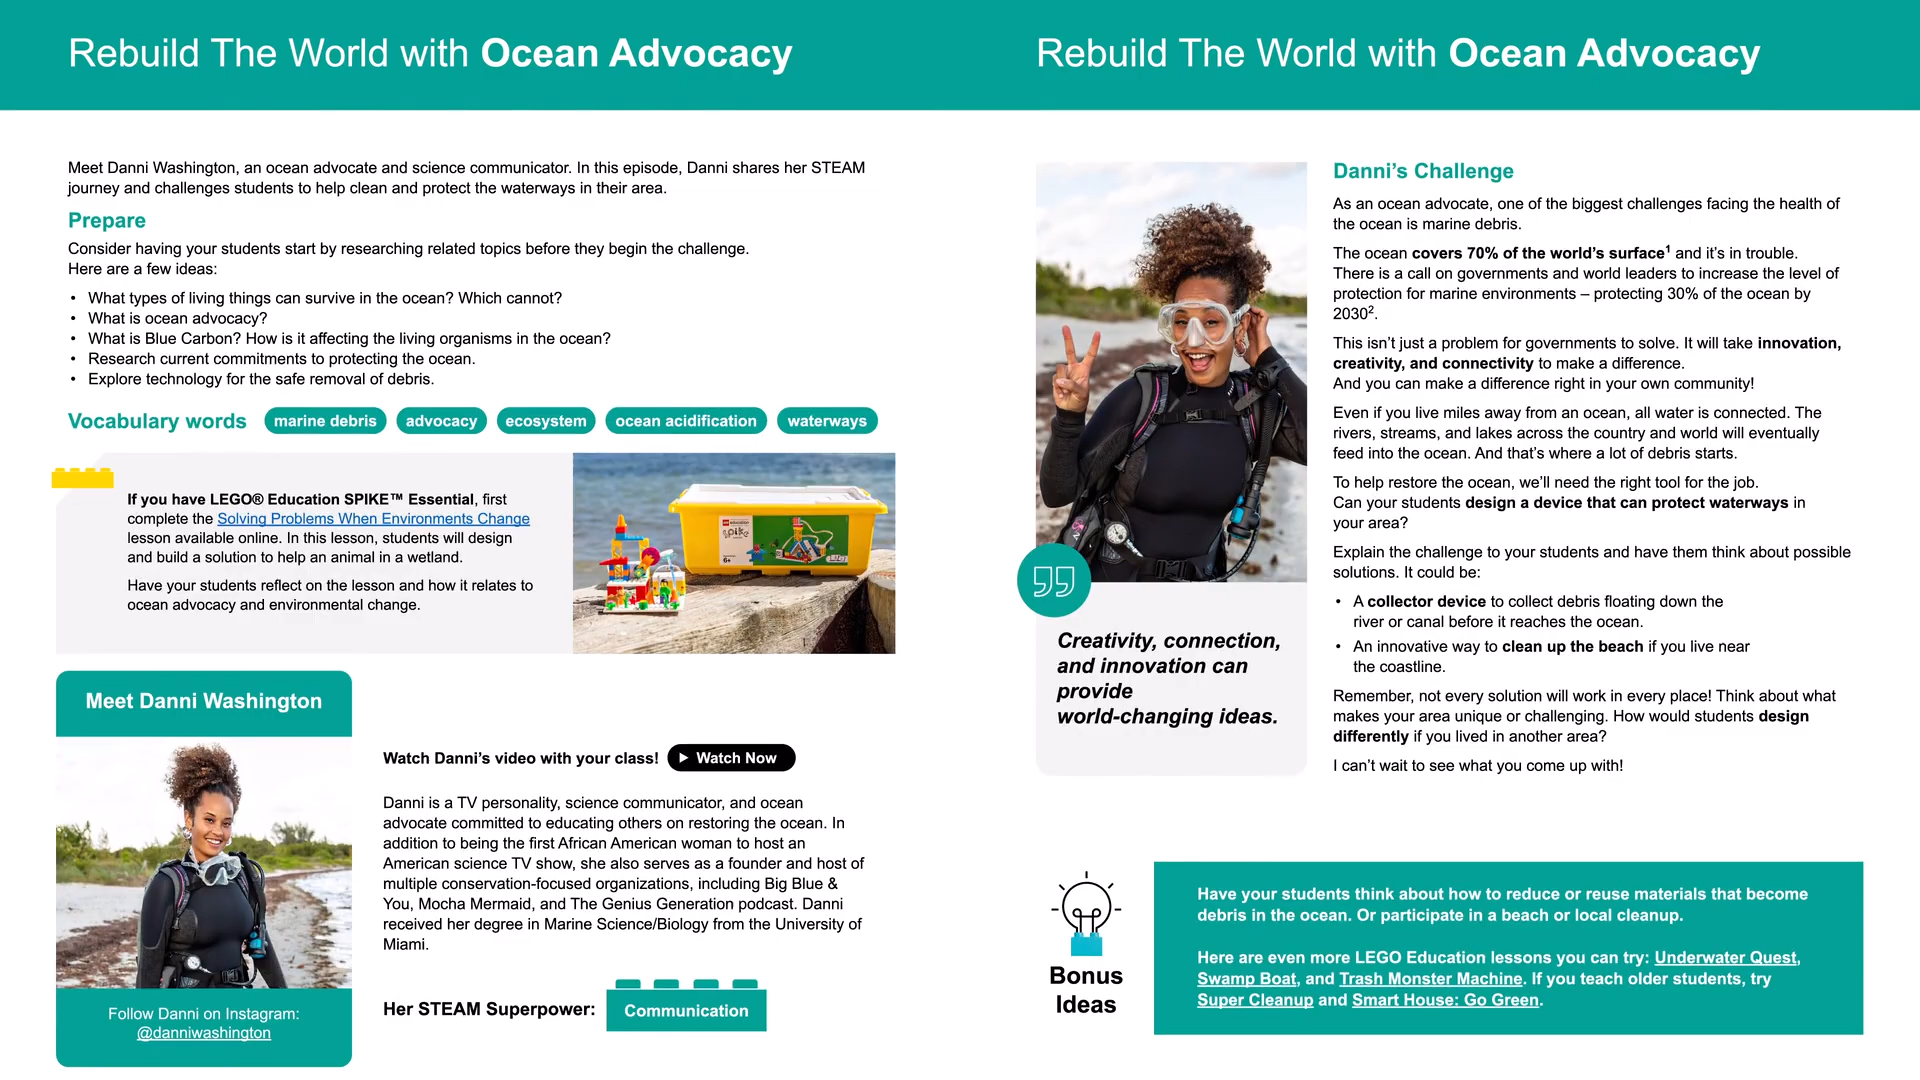 Rebuild The World with Ocean Advocacy
Meet Danni Washington, an ocean advocate and science communicator. In this episode, Danni shares her STEAM
journey and challenges students to help clean and protect the waterways in their area.
Prepare
Consider having your students start by researching related topics before they begin the challenge.
Here are a few ideas:
• What types of living things can survive in the ocean? Which cannot?
• What is ocean advocacy?
• What is Blue Carbon? How is it affecting the living organisms in the ocean?
• Research current commitments to protecting the ocean.
• Explore technology for the safe removal of debris.
Vocabulary words marine debris advocacy ecosystem ocean acidification waterways
If you have LEGO® Education SPIKE™ Essential, first
complete the Solving Problems When Environments Change
lesson available online. In this lesson, students will design
and build a solution to help an animal in a wetland.
Have your students reflect on the lesson and how it relates to
ocean advocacy and environmental change.
education
spike
6+
Meet Danni Washington
Follow Danni on Instagram:
@danniwashington
Watch Danni's video with your class! Watch Now
Danni is a TV personality, science communicator, and ocean
advocate committed to educating others on restoring the ocean. In
addition to being the first African American woman to host an
American science TV show, she also serves as a founder and host of
multiple conservation-focused organizations, including Big Blue &
You, Mocha Mermaid, and The Genius Generation podcast. Danni
received her degree in Marine Science/Biology from the University of
Miami.
Her STEAM Superpower: Communication
Rebuild The World with Ocean Advocacy
Creativity, connection,
and innovation can
provide
world-changing ideas.
Danni's Challenge
As an ocean advocate, one of the biggest challenges facing the health of
the ocean is marine debris.
The ocean covers 70% of the world's surface¹ and it's in trouble.
There is a call on governments and world leaders to increase the level of
protection for marine environments – protecting 30% of the ocean by
2030².
This isn't just a problem for governments to solve. It will take innovation,
creativity, and connectivity to make a difference.
And you can make a difference right in your own community!
Even if you live miles away from an ocean, all water is connected. The
rivers, streams, and lakes across the country and world will eventually
feed into the ocean. And that's where a lot of debris starts.
To help restore the ocean, we'll need the right tool for the job.
Can your students design a device that can protect waterways in
your area?
Explain the challenge to your students and have them think about possible
solutions. It could be:
• A collector device to collect debris floating down the
river or canal before it reaches the ocean.
• An innovative way to clean up the beach if you live near
the coastline.
Remember, not every solution will work in every place! Think about what
makes your area unique or challenging. How would students design
differently if you lived in another area?
I can't wait to see what you come up with!
Bonus
Ideas
Have your students think about how to reduce or reuse materials that become
debris in the ocean. Or participate in a beach or local cleanup.
Here are even more LEGO Education lessons you can try: Underwater Quest,
Swamp Boat, and Trash Monster Machine. If you teach older students, try
Super Cleanup and Smart House: Go Green.